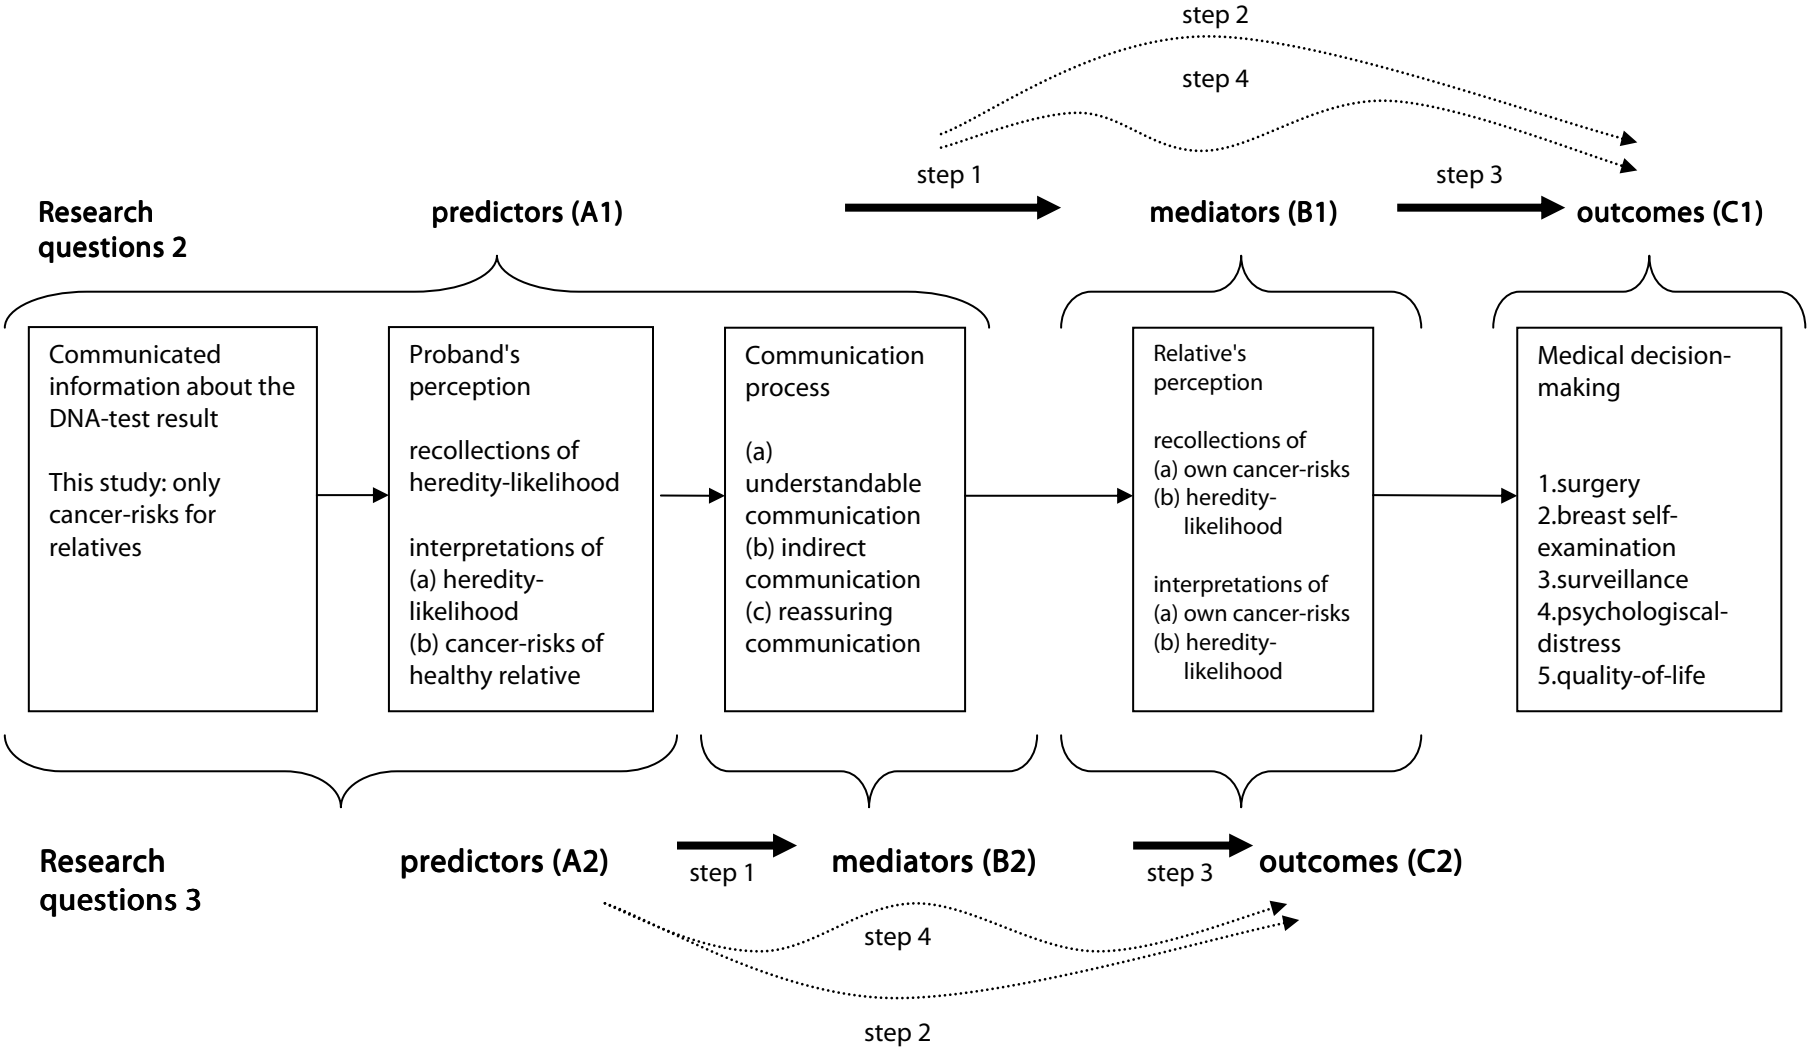 step 2
step 4
step 1
step 3
Research
questions 2
predictors (A1)
mediators (B1)
outcomes (C1)
Communicated
information about the
DNA-test result
This study: only
cancer-risks for
relatives
Proband's
perception
recollections of
heredity-likelihood
interpretations of
(a) heredity-
likelihood
(b) cancer-risks of
healthy relative
Communication
process
(a)
understandable
communication
(b) indirect
communication
(c) reassuring
communication
Relative's
perception
recollections of
(a) own cancer-risks
(b) heredity-
likelihood
interpretations of
(a) own cancer-risks
(b) heredity-
likelihood
Medical decision-
making
1.surgery
2.breast self-
examination
3.surveillance
4.psychologiscal-
distress
5.quality-of-life
Research
questions 3
predictors (A2)
step 1
mediators (B2)
step 3
outcomes (C2)
step 4
step 2